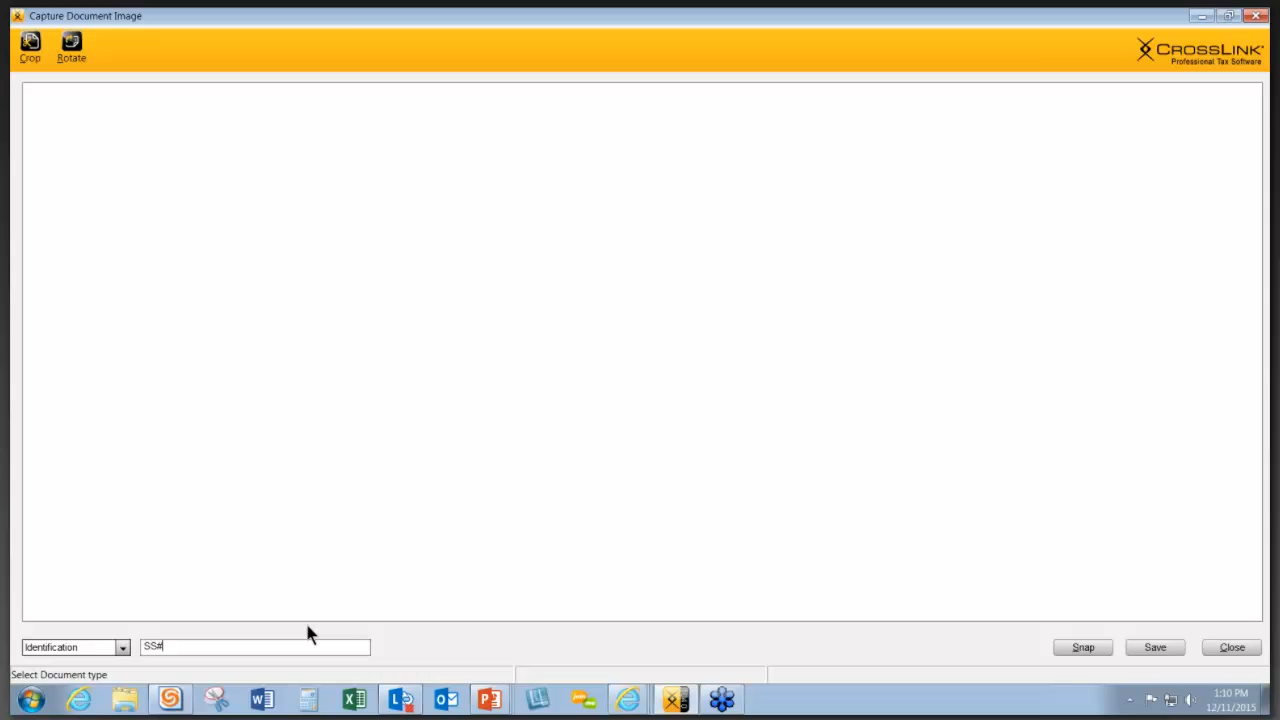 Capture Document Image
Crop
Rotate
CROSSLINK
Professional Tax Software
Identification
SS#
Snap
Save
Close
Select Document type
1:10 PM
12/11/2015